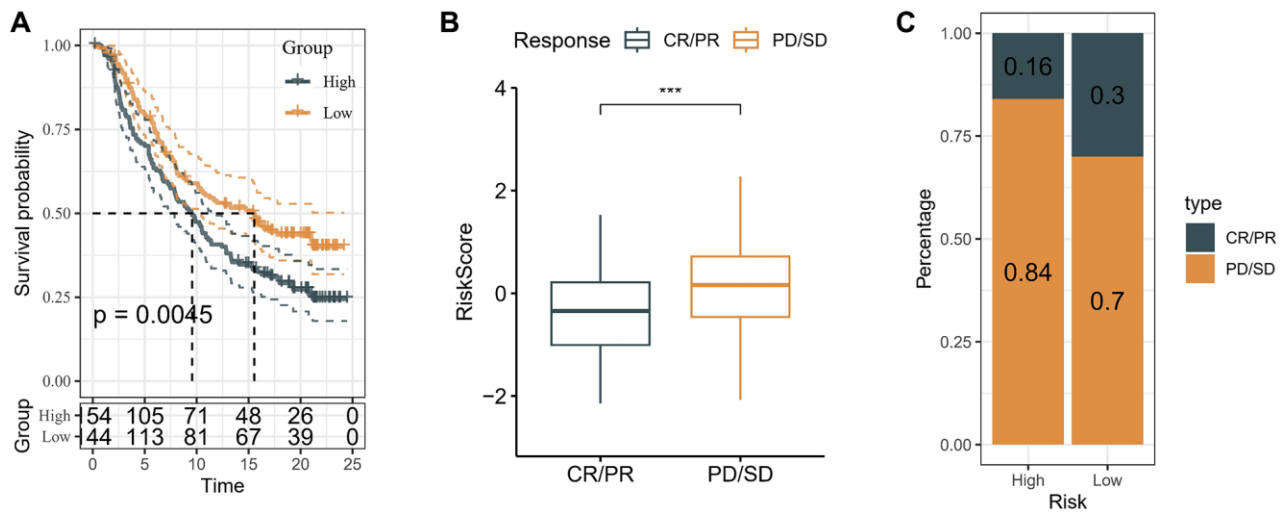 A
Survival probability
1.00
0.75
0.50
0.25
0.00
Group
High
Low
p = 0.0045
Group
High 154 105 71 48 26 0
Low 144 113 81 67 39 0
0 5 10 15 20 25
Time
B
Response CR/PR PD/SD
RiskScore
4
2
0
−2
***
CR/PR PD/SD
C
Percentage
1.00
0.75
0.50
0.25
0.00
0.16
0.3
0.84
0.7
High Low
Risk
type
CR/PR
PD/SD